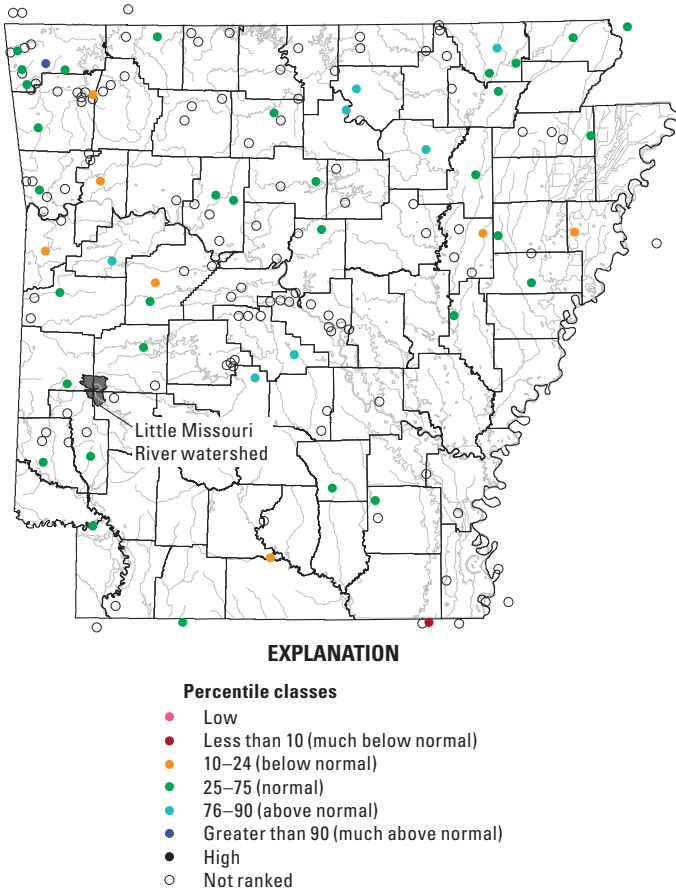 Little Missouri
River watershed
EXPLANATION
Percentile classes
Low
Less than 10 (much below normal)
10–24 (below normal)
25–75 (normal)
76–90 (above normal)
Greater than 90 (much above normal)
High
Not ranked